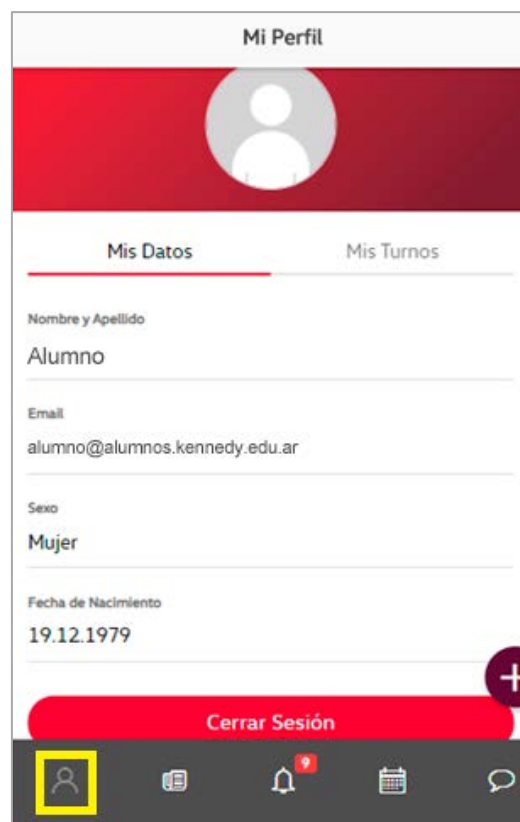 Mi Perfil
Mis Datos Mis Turnos
Nombre y Apellido
Alumno
Email
alumno@alumnos.kennedy.edu.ar
Sexo
Mujer
Fecha de Nacimiento
19.12.1979
+
Cerrar Sesión
9